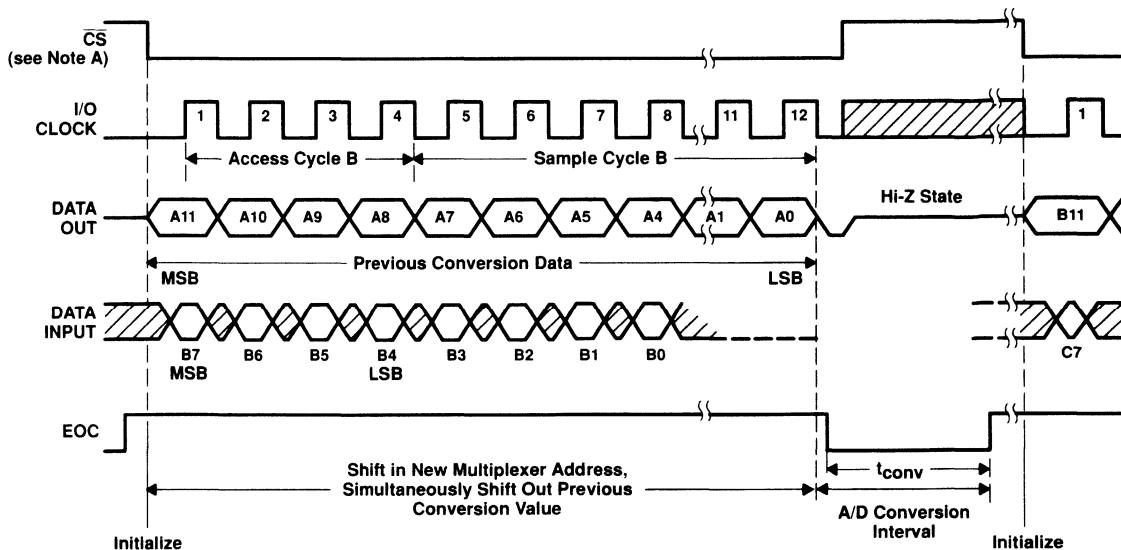 C̅S̅
(see Note A)
I/O
CLOCK
1 2 3 4 5 6 7 8 11 12 1
Access Cycle B
Sample Cycle B
DATA
OUT
A11 A10 A9 A8 A7 A6 A5 A4 A1 A0
Hi-Z State
B11
Previous Conversion Data
MSB
LSB
DATA
INPUT
B7 B6 B5 B4 B3 B2 B1 B0 C7
MSB
LSB
EOC
Shift in New Multiplexer Address,
Simultaneously Shift Out Previous
Conversion Value
tconv
A/D Conversion
Interval
Initialize
Initialize